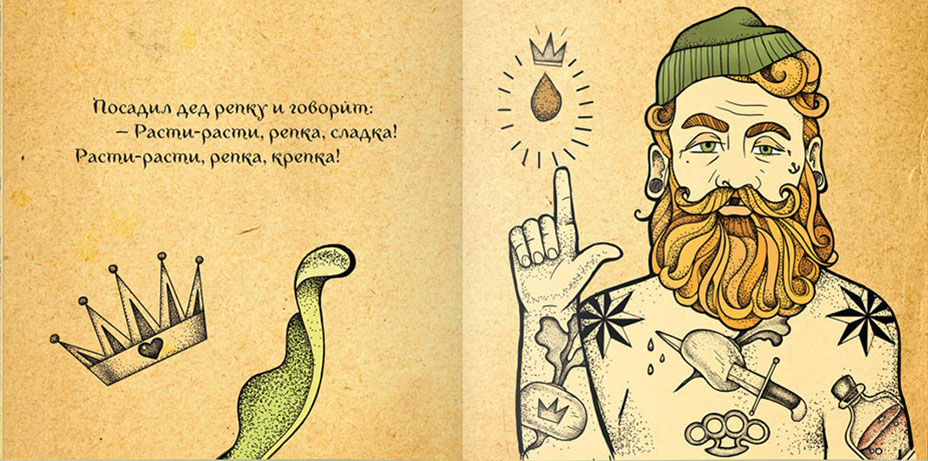 Посадил дед репку и говорит:
– Расти-расти, репка, сладка!
Расти-расти, репка, крепка!